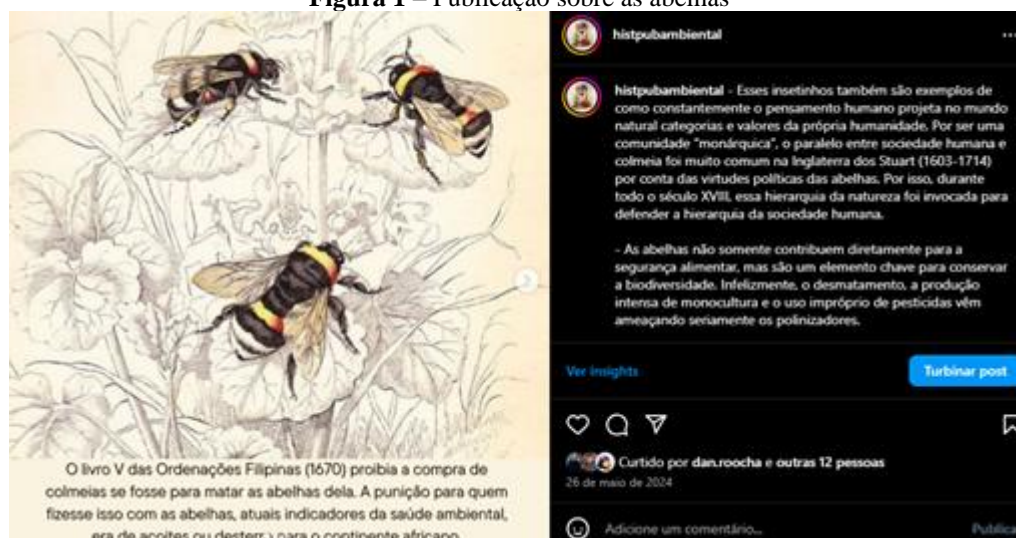 Figura 1 – Publicação sobre as abelhas
histpubambiental
histpubambiental - Esses insetinhos também são exemplos de
como constantemente o pensamento humano projeta no mundo
natural categorias e valores da própria humanidade. Por ser uma
comunidade "monárquica", o paralelo entre sociedade humana e
colmeia foi muito comum na Inglaterra dos Stuart (1603-1714)
por conta das virtudes políticas das abelhas. Por isso, durante
todo o século XVIII, essa hierarquia da natureza foi invocada para
defender a hierarquia da sociedade humana.
- As abelhas não somente contribuem diretamente para a
segurança alimentar, mas são um elemento chave para conservar
a biodiversidade. Infelizmente, o desmatamento, a produção
intensa de monocultura e o uso impróprio de pesticidas vêm
ameaçando seriamente os polinizadores.
Ver insights
Turbinar post
Curtido por dan.roocha e outras 12 pessoas
26 de maio de 2024
Adicione um comentário...
Publica
O livro V das Ordenações Filipinas (1670) proibia a compra de
colmeias se fosse para matar as abelhas dela. A punição para quem
fizesse isso com as abelhas, atuais indicadores da saúde ambiental,
era de açoites ou desterro para o continente africano